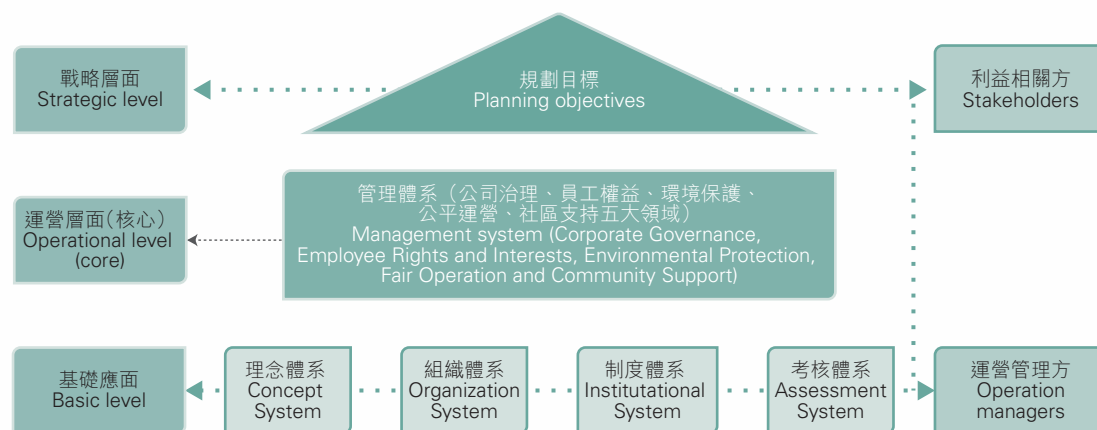 戰略層面
Strategic level
規劃目標
Planning objectives
利益相關方
Stakeholders
運營層面(核心)
Operational level
(core)
管理體系（公司治理、員工權益、環境保護、
公平運營、社區支持五大領域）
Management system (Corporate Governance,
Employee Rights and Interests, Environmental Protection,
Fair Operation and Community Support)
基礎應面
Basic level
理念體系
Concept
System
組織體系
Organization
System
制度體系
Institutional
System
考核體系
Assessment
System
運營管理方
Operation
managers